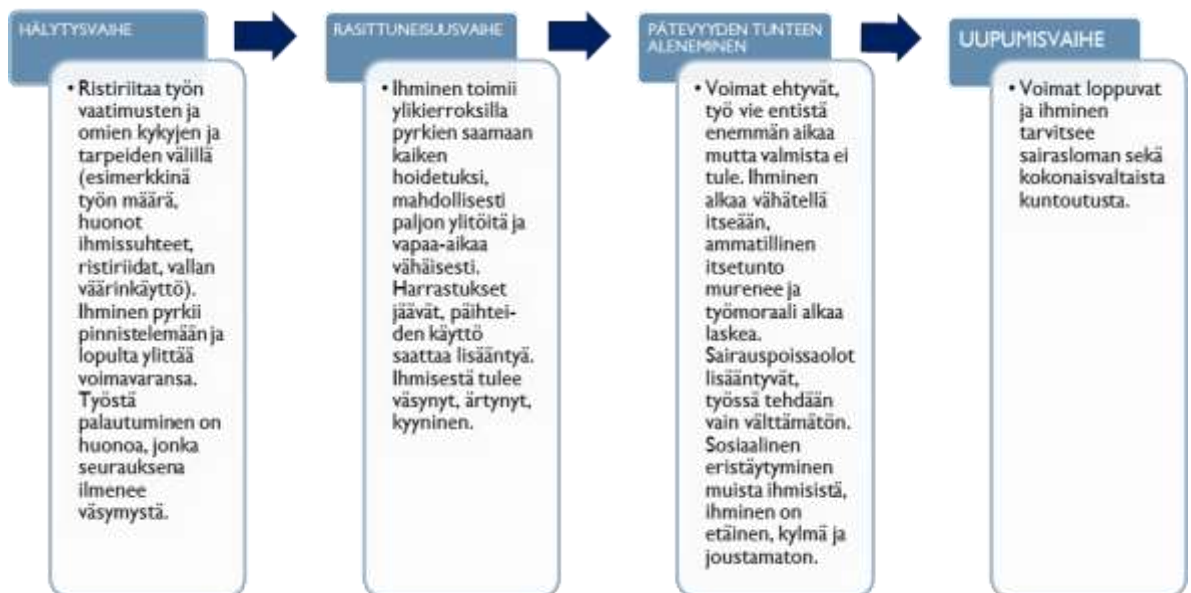 HÄLYTYSVAIHE
• Ristiriitaa työn
vaatimusten ja
omien kykyjen ja
tarpeiden välillä
(esimerkkinä
työn määrä,
huonot
ihmissuhteet,
ristiriidat, vallan
väärinkäyttö).
Ihminen pyrkii
pinnistelemään ja
lopulta ylittää
voimavaransa.
Työstä
palautuminen on
huonoa, jonka
seurauksena
ilmenee
väsymystä.
RASITTUNEISUUSVAIHE
• Ihminen toimii
ylikierroksilla
pyrkien saamaan
kaiken
hoidetuksi,
mahdollisesti
paljon ylitöitä ja
vapaa-aikaa
vähäisesti.
Harrastukset
jäävät, päihtei-
den käyttö
saattaa lisääntyä.
Ihmisestä tulee
väsynyt, ärtynyt,
kyyninen.
PÄTEVYYDEN TUNTEEN
ALENEMINEN
• Voimat ehtyvät,
työ vie entistä
enemmän aikaa
mutta valmista ei
tule. Ihminen
alkaa vähätellä
itseään,
ammatillinen
itsetunto
murenee ja
työmoraali alkaa
laskea.
Sairauspoissaolot
lisääntyvät,
työssä tehdään
vain välttämätön.
Sosiaalinen
eristäytyminen
muista ihmisistä,
ihminen on
etäinen, kylmä ja
joustamaton.
UUPUMISVAIHE
• Voimat loppuvat
ja ihminen
tarvitsee
sairasloman sekä
kokonaisvaltaista
kuntoutusta.